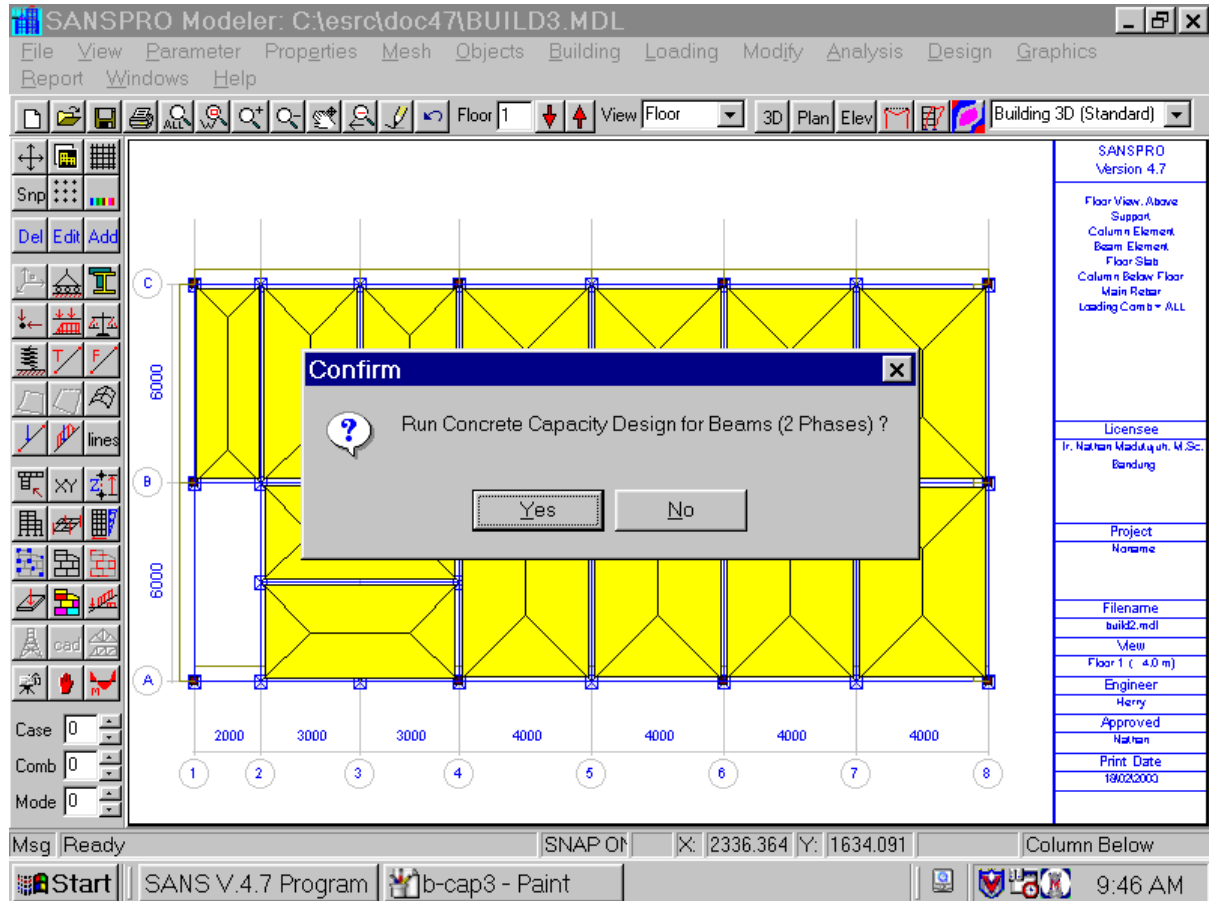 SANSPRO Modeler: C:\esrc\doc47\BUILD3.MDL
File View Parameter Properties Mesh Objects Building Loading Modify Analysis Design Graphics
Report Windows Help
ALL Floor 1 View Floor 3D Plan Elev Building 3D (Standard)
Snp
Del Edit Add
T F
lines
XY Z
cad
M
Case 0
Comb 0
Mode 0
C
B
A
6000
6000
2000 3000 3000 4000 4000 4000 4000
1 2 3 4 5 6 7 8
Confirm
Run Concrete Capacity Design for Beams (2 Phases) ?
Yes No
SANSPRO
Version 4.7
Floor View. Above
Support
Column Element
Beam Element
Floor Slab
Column Below Floor
Main Rebar
Loading Comb = ALL
Licensee
Ir. Nathan Madutujuh. M.Sc.
Bandung
Project
Noname
Filename
build2.mdl
View
Floor 1 ( 4.0 m)
Engineer
Herry
Approved
Nathan
Print Date
18/02/2000
Msg Ready SNAP ON X: 2336.364 Y: 1634.091 Column Below
Start SANS V.4.7 Program b-cap3 - Paint 9:46 AM